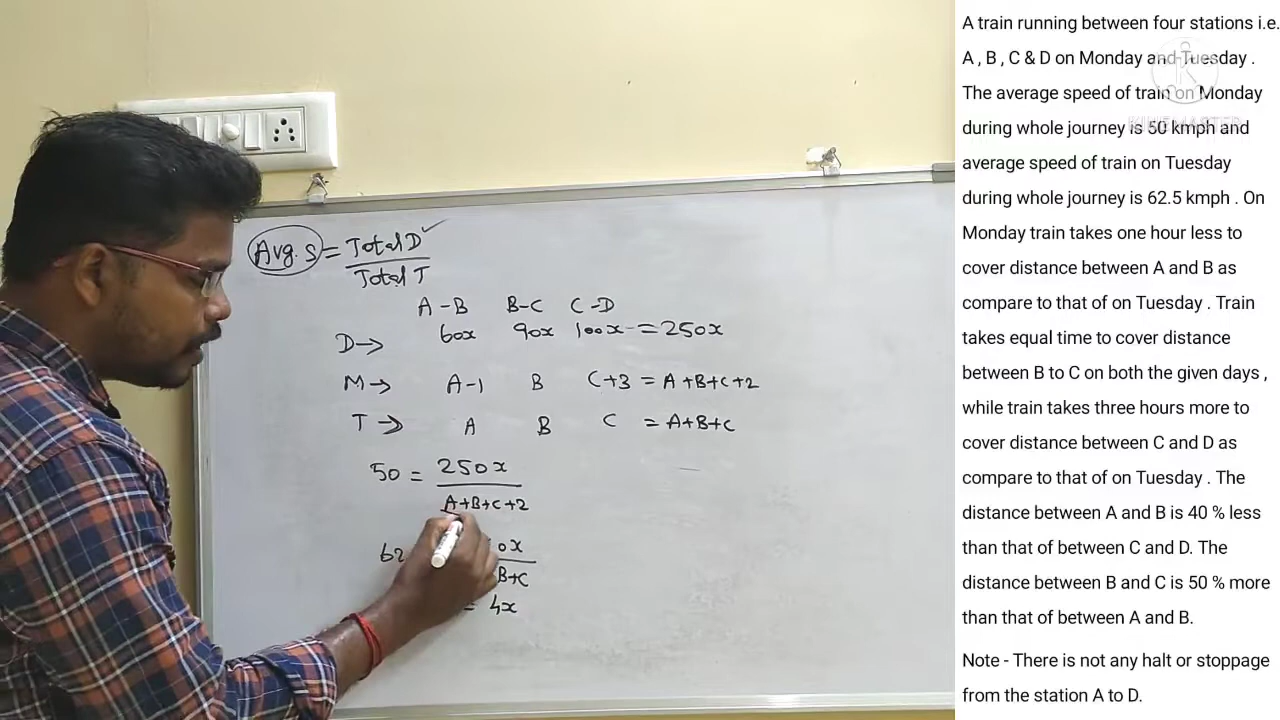 Avg. S = Total D
Total T
A-B B-C C-D
D→ 60x 90x 100x = 250x
M→ A-1 B C+3 = A+B+C+2
T→ A B C = A+B+C
50 = 250x
A+B+C+2
62 0x
B+C
= 4x
A train running between four stations i.e.
A , B , C & D on Monday and Tuesday .
The average speed of train on Monday
during whole journey is 50 kmph and
average speed of train on Tuesday
during whole journey is 62.5 kmph . On
Monday train takes one hour less to
cover distance between A and B as
compare to that of on Tuesday . Train
takes equal time to cover distance
between B to C on both the given days ,
while train takes three hours more to
cover distance between C and D as
compare to that of on Tuesday . The
distance between A and B is 40 % less
than that of between C and D. The
distance between B and C is 50 % more
than that of between A and B.
Note - There is not any halt or stoppage
from the station A to D.
KINEMASTER